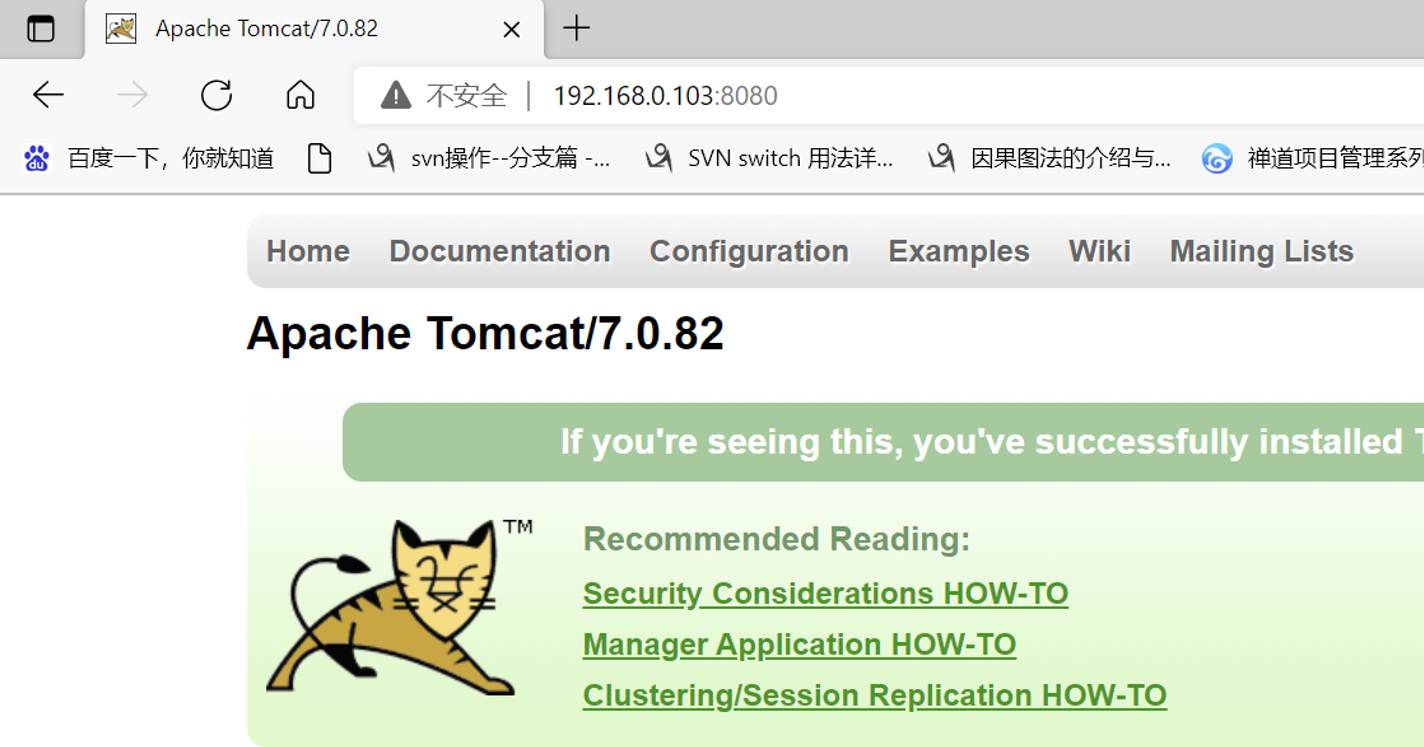 Apache Tomcat/7.0.82
不安全 | 192.168.0.103:8080
百度一下，你就知道 svn操作--分支篇 -... SVN switch 用法详... 因果图法的介绍与... 禅道项目管理系列
Home Documentation Configuration Examples Wiki Mailing Lists
Apache Tomcat/7.0.82
If you're seeing this, you've successfully installed T
TM
Recommended Reading:
Security Considerations HOW-TO
Manager Application HOW-TO
Clustering/Session Replication HOW-TO